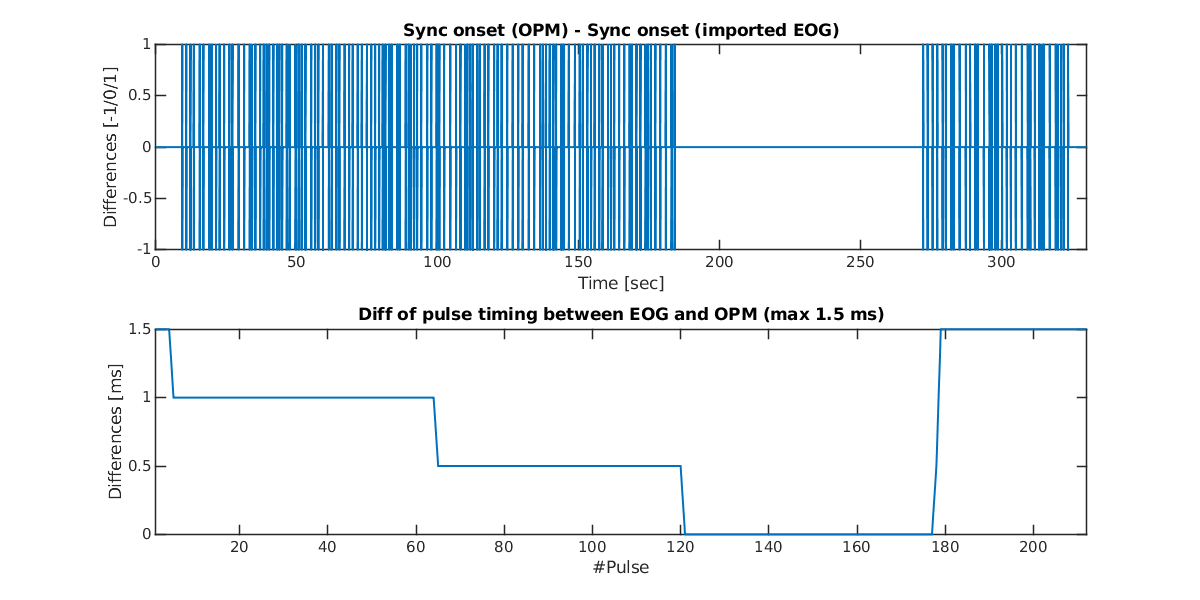 Sync onset (OPM) - Sync onset (imported EOG)
1
0.5
0
-0.5
-1
Differences [-1/0/1]
0 50 100 150 200 250 300
Time [sec]
Diff of pulse timing between EOG and OPM (max 1.5 ms)
1.5
1
0.5
0
Differences [ms]
20 40 60 80 100 120 140 160 180 200
#Pulse